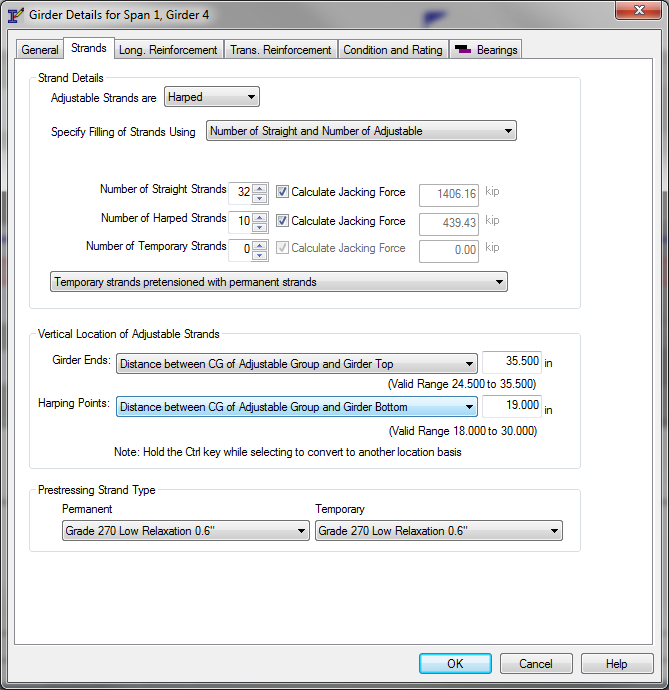 Girder Details for Span 1, Girder 4
General Strands Long. Reinforcement Trans. Reinforcement Condition and Rating Bearings
Strand Details
Adjustable Strands are Harped
Specify Filling of Strands Using Number of Straight and Number of Adjustable
Number of Straight Strands 32 Calculate Jacking Force 1406.16 kip
Number of Harped Strands 10 Calculate Jacking Force 439.43 kip
Number of Temporary Strands 0 Calculate Jacking Force 0.00 kip
Temporary strands pretensioned with permanent strands
Vertical Location of Adjustable Strands
Girder Ends: Distance between CG of Adjustable Group and Girder Top 35.500 in
(Valid Range 24.500 to 35.500)
Harping Points: Distance between CG of Adjustable Group and Girder Bottom 19.000 in
(Valid Range 18.000 to 30.000)
Note: Hold the Ctrl key while selecting to convert to another location basis
Prestressing Strand Type
Permanent Temporary
Grade 270 Low Relaxation 0.6" Grade 270 Low Relaxation 0.6"
OK Cancel Help